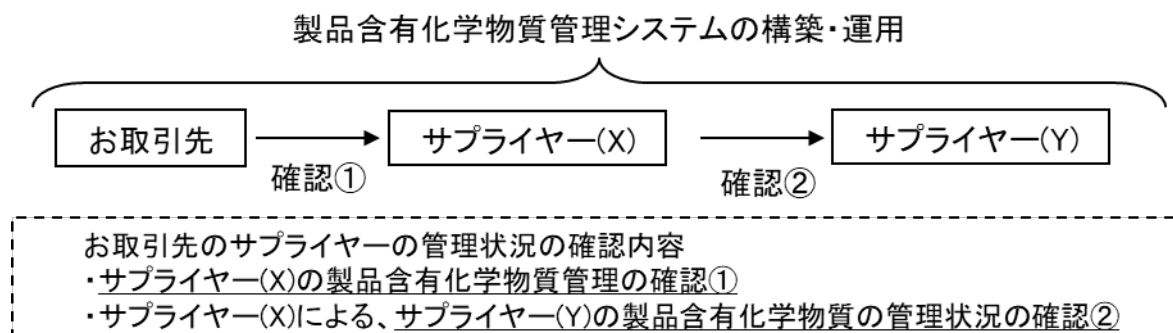 製品含有化学物質管理システムの構築・運用
お取引先
サプライヤー(X)
サプライヤー(Y)
確認①
確認②
お取引先のサプライヤーの管理状況の確認内容
・サプライヤー(X)の製品含有化学物質管理の確認①
・サプライヤー(X)による、サプライヤー(Y)の製品含有化学物質の管理状況の確認②